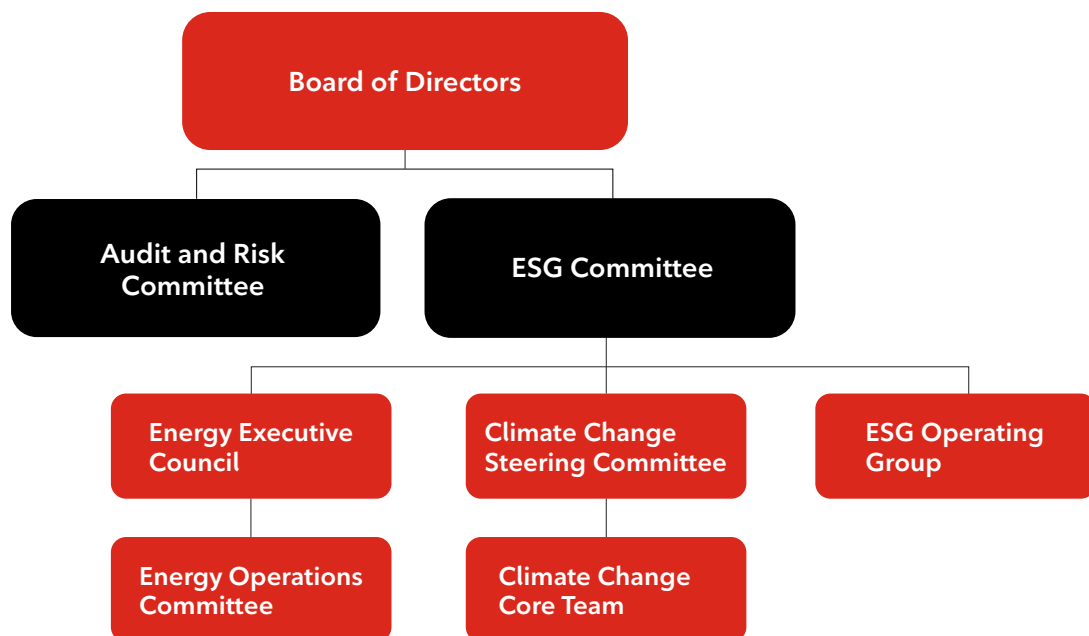 Board of Directors
Audit and Risk
Committee
ESG Committee
Energy Executive
Council
Climate Change
Steering Committee
ESG Operating
Group
Energy Operations
Committee
Climate Change
Core Team